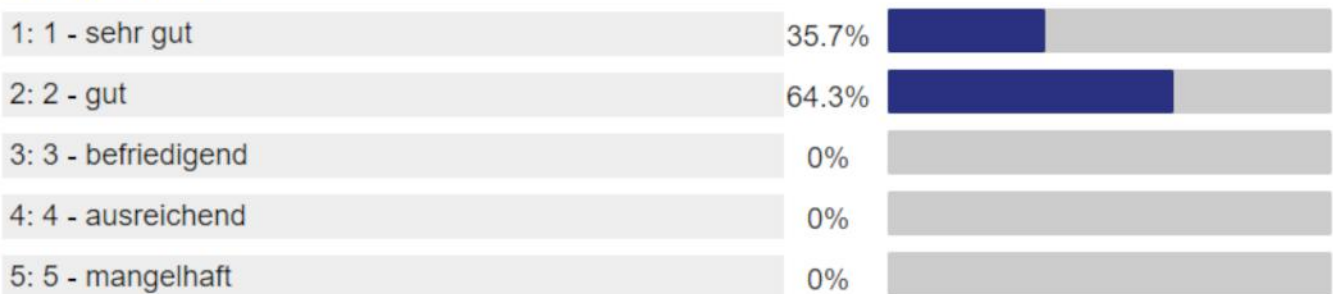 1: 1 - sehr gut 35.7%
2: 2 - gut 64.3%
3: 3 - befriedigend 0%
4: 4 - ausreichend 0%
5: 5 - mangelhaft 0%